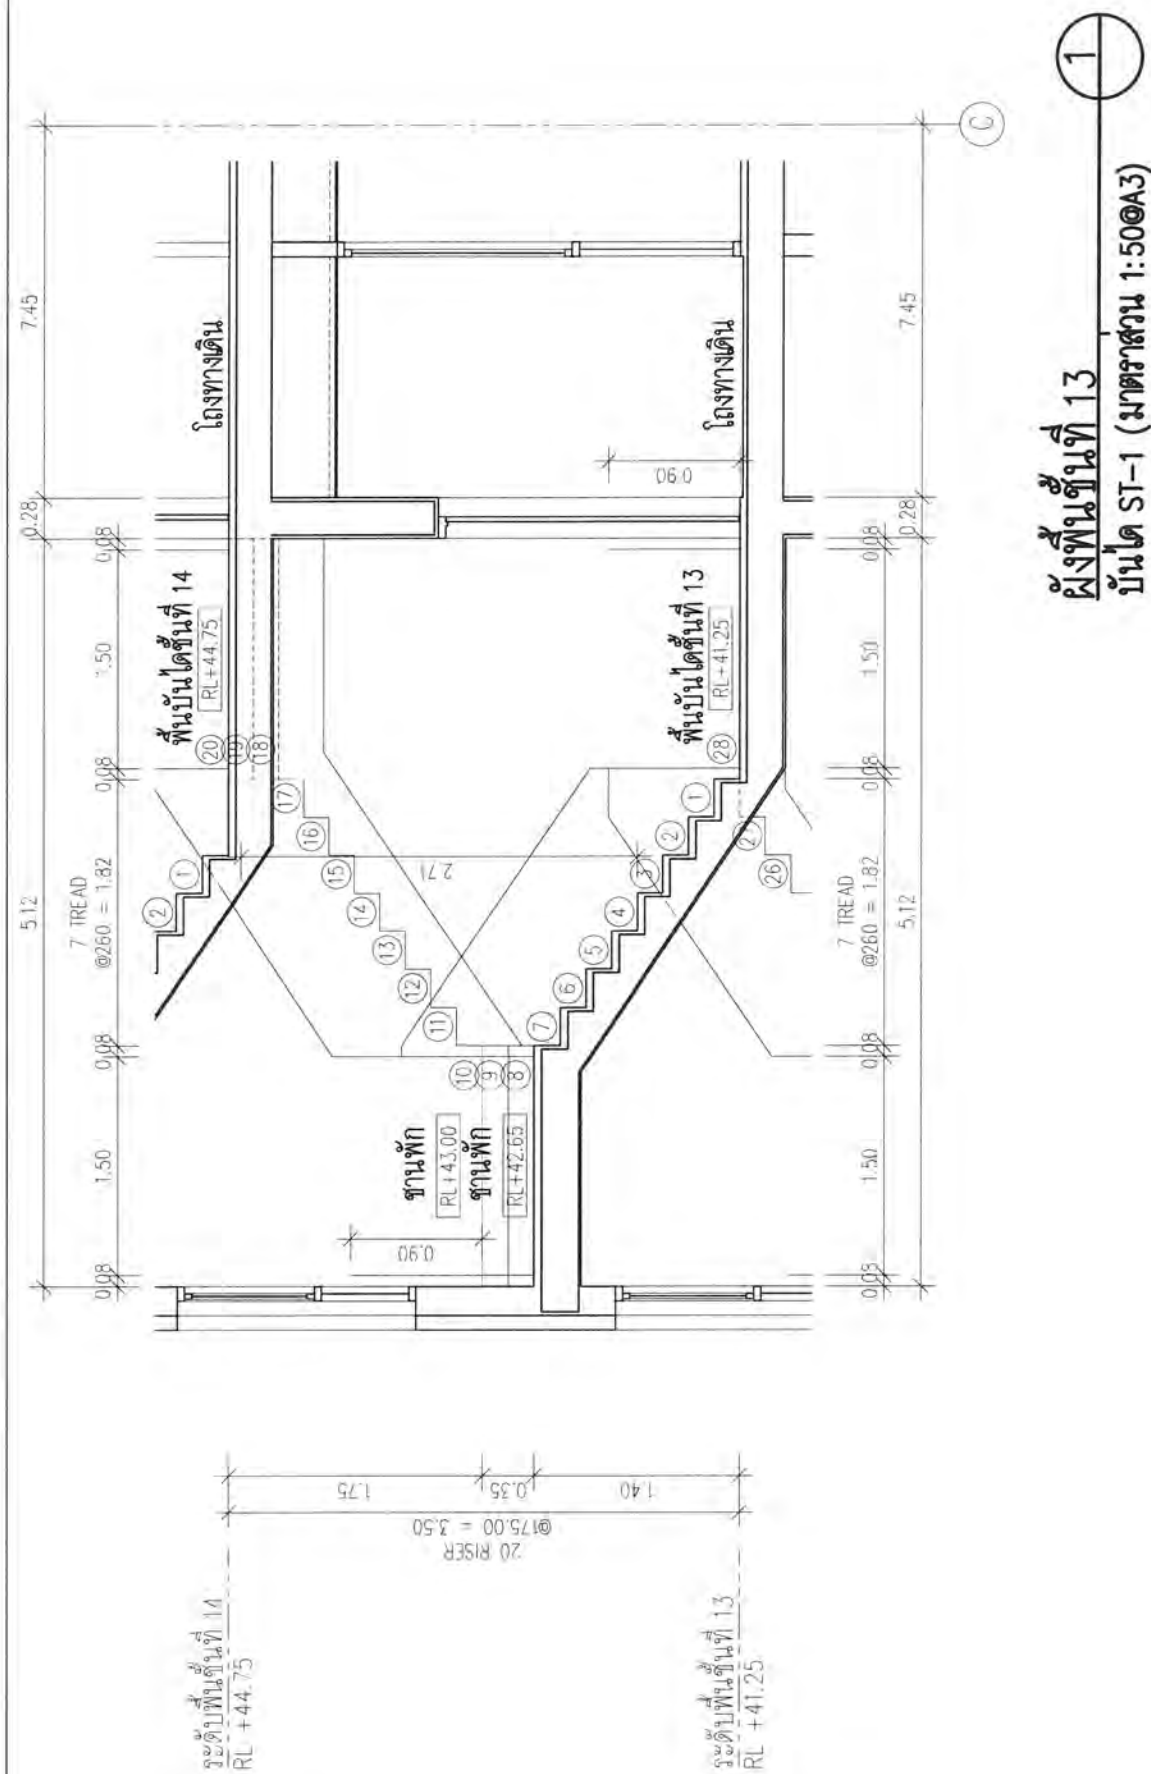 7.45
0.28
5.12
0.08
1.50
0.08
7 TREAD
@260 = 1.82
0.08
1.50
0.08
โถงทางเดิน
พื้นบันไดชั้นที่ 14
RL+44.75
20
19
18
17
16
15
14
13
12
11
10
9
8
1
2
2.71
ชานพัก
RL+43.00
ชานพัก
RL+42.65
0.90
โถงทางเดิน
0.90
พื้นบันไดชั้นที่ 13
RL+41.25
28
1
2
3
4
5
6
7
27
26
7.45
0.28
0.08
1.50
0.08
7 TREAD
@260 = 1.82
0.08
1.50
0.08
5.12
C
1.75
0.35
1.40
20 RISER
@175.00 = 3.50
ระดับพื้นชั้นที่ 14
RL +44.75
ระดับพื้นชั้นที่ 13
RL +41.25
1
ผังพื้นชั้นที่ 13
บันได ST-1 (มาตราส่วน 1:50@A3)